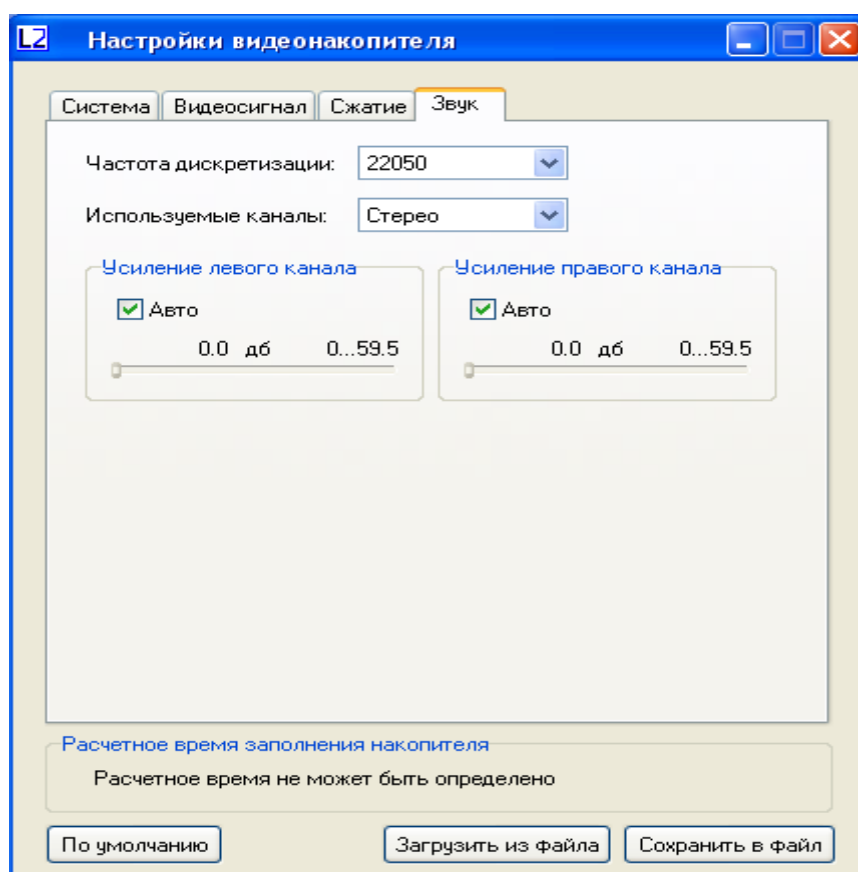 L2 Настройки видеонакопителя
Система Видеосигнал Сжатие Звук
Частота дискретизации: 22050
Используемые каналы: Стерео
Усиление левого канала Усиление правого канала
Авто Авто
0.0 дб 0...59.5 0.0 дб 0...59.5
Расчетное время заполнения накопителя
Расчетное время не может быть определено
По умолчанию Загрузить из файла Сохранить в файл